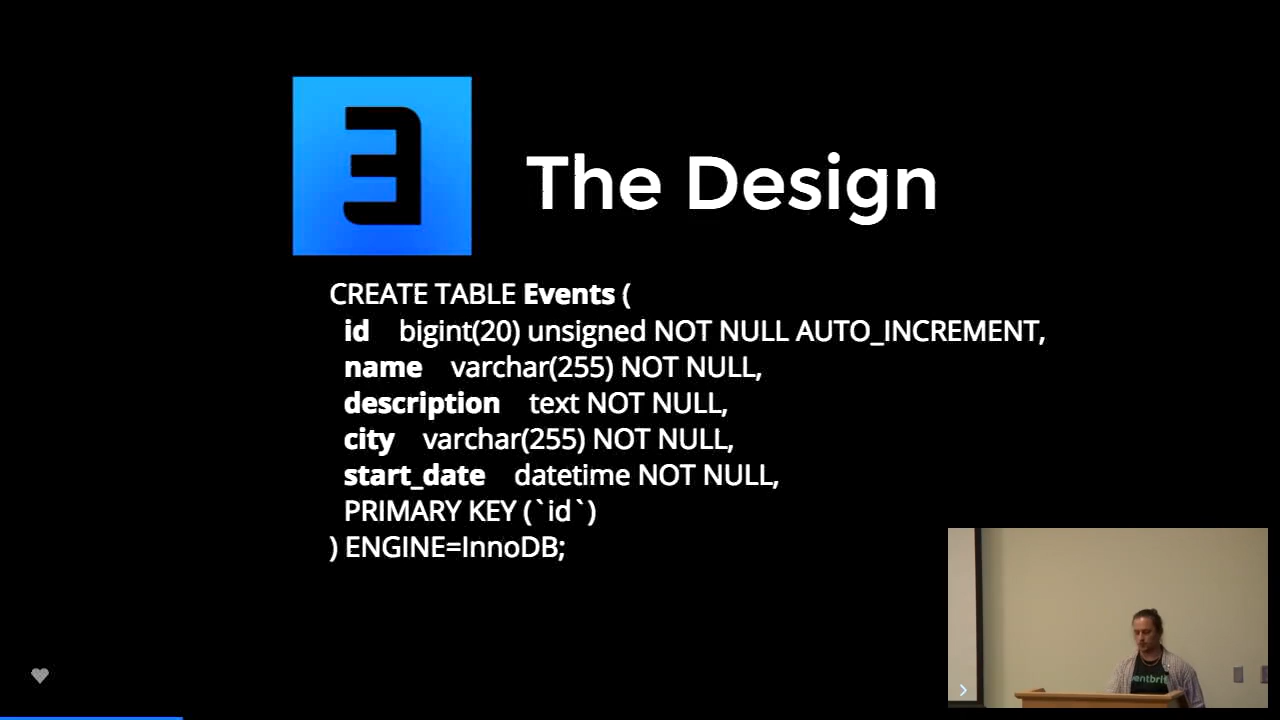 The Design
CREATE TABLE Events (
id bigint(20) unsigned NOT NULL AUTO_INCREMENT,
name varchar(255) NOT NULL,
description text NOT NULL,
city varchar(255) NOT NULL,
start_date datetime NOT NULL,
PRIMARY KEY (`id`)
) ENGINE=InnoDB;